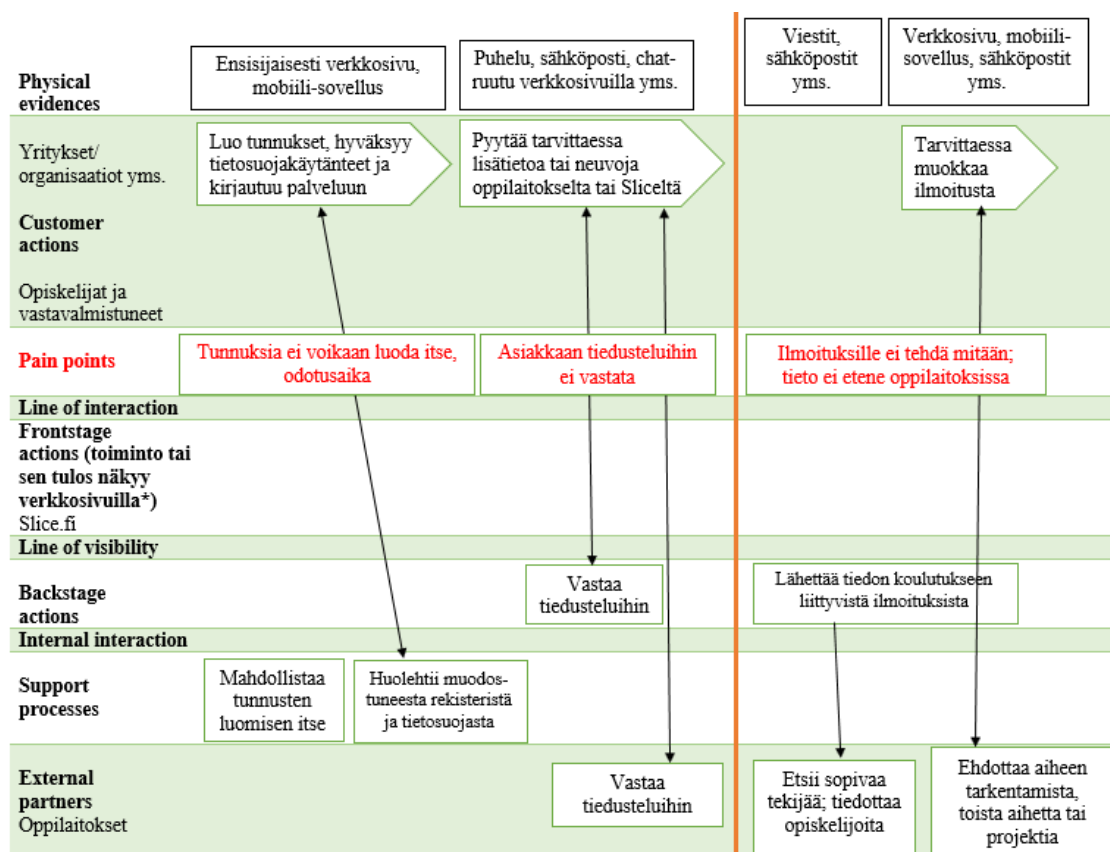 Physical
evidences
Ensisijaisesti verkkosivu,
mobiili-sovellus
Puhelu, sähköposti, chat-
ruutu verkkosivuilla yms.
Viestit,
sähköpostit
yms.
Verkkosivu, mobiili-
sovellus, sähköpostit
yms.
Yritykset/
organisaatiot yms.
Customer
actions
Opiskelijat ja
vastavalmistuneet
Luo tunnukset, hyväksyy
tietosuojakäytänteet ja
kirjautuu palveluun
Pyytää tarvittaessa
lisätietoa tai neuvoja
oppilaitokselta tai Sliceltä
Tarvittaessa
muokkaa
ilmoitusta
Pain points
Tunnuksia ei voikaan luoda itse,
odotusaika
Asiakkaan tiedusteluihin
ei vastata
Ilmoituksille ei tehdä mitään;
tieto ei etene oppilaitoksissa
Line of interaction
Frontstage
actions (toiminto tai
sen tulos näkyy
verkkosivuilla*)
Slice.fi
Line of visibility
Backstage
actions
Vastaa
tiedusteluihin
Lähettää tiedon koulutukseen
liittyvistä ilmoituksista
Internal interaction
Support
processes
Mahdollistaa
tunnusten
luomisen itse
Huolehtii muodos-
tuneesta rekisteristä
ja tietosuojasta
External
partners
Oppilaitokset
Vastaa
tiedusteluihin
Etsii sopivaa
tekijää; tiedottaa
opiskelijoita
Ehdottaa aiheen
tarkentamista,
toista aihetta tai
projektia